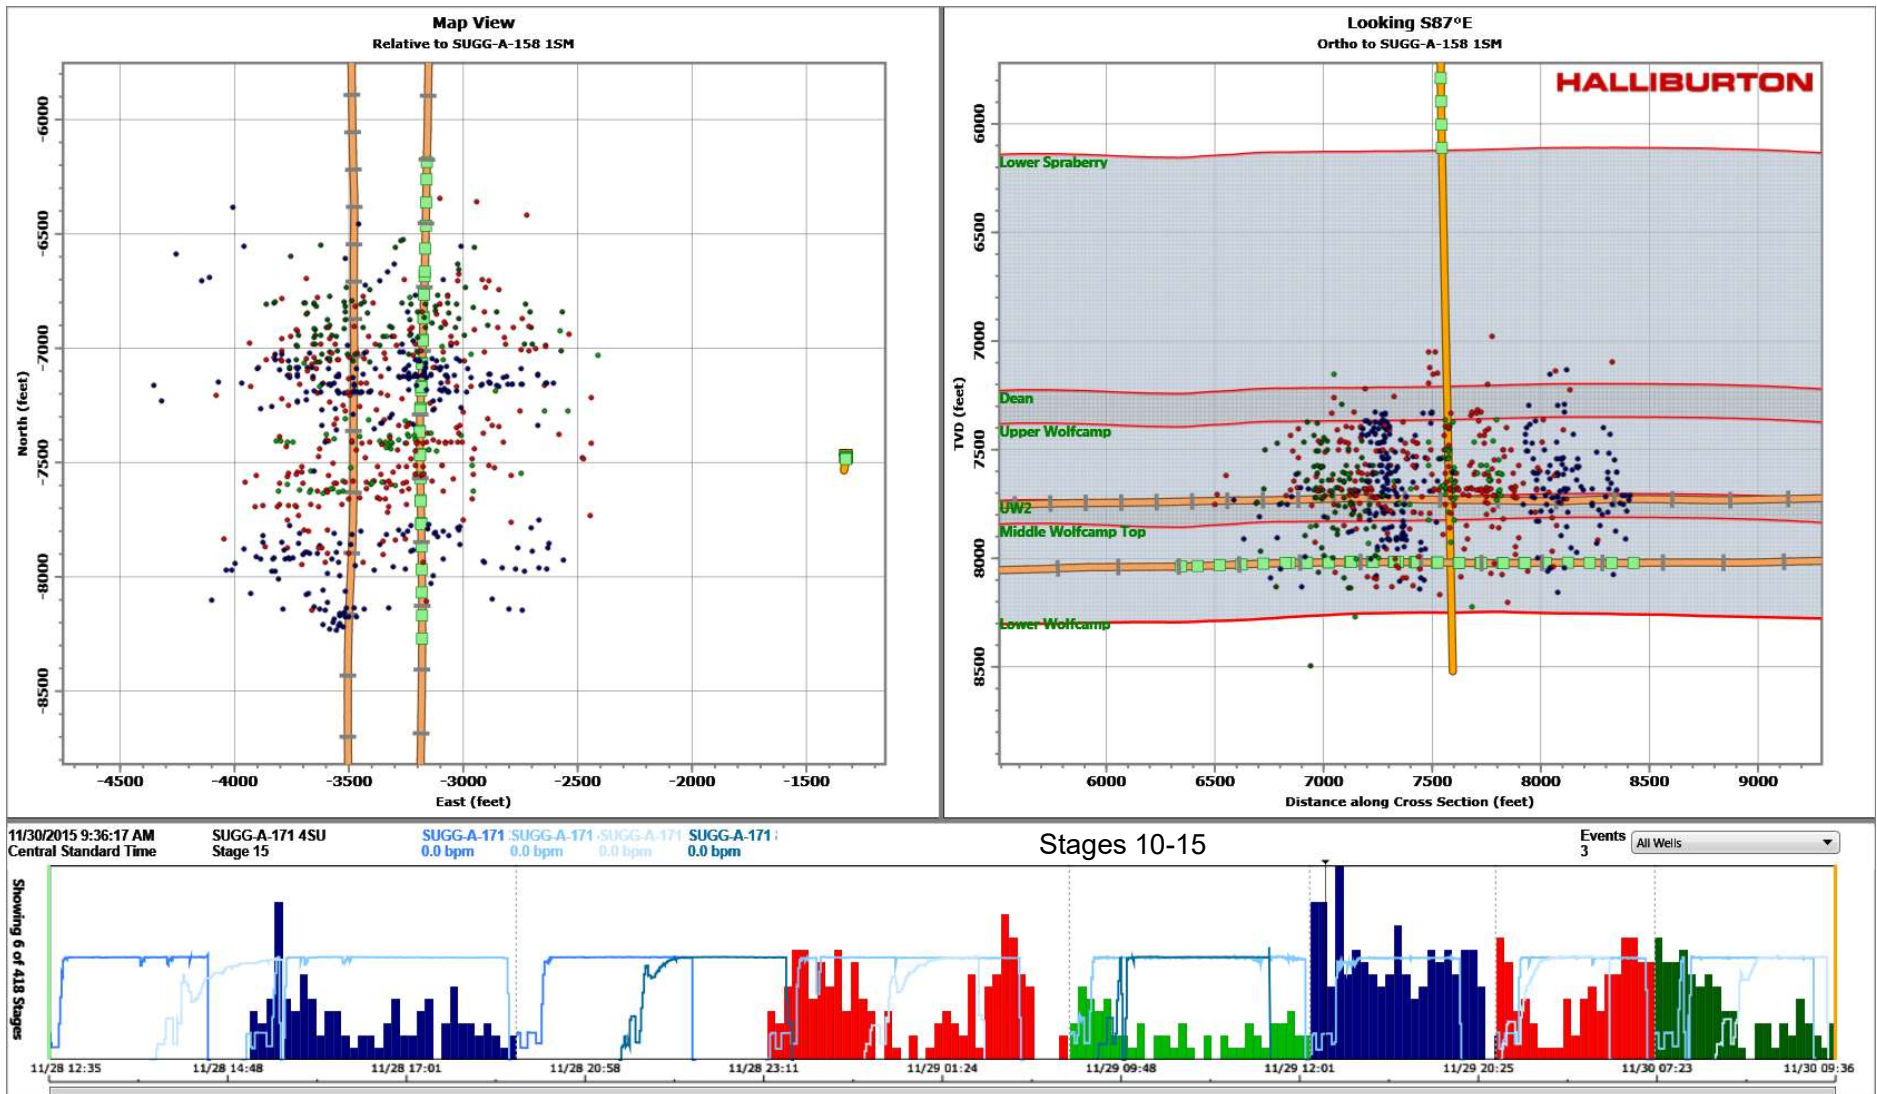 Map View
Relative to SUGG-A-158 1SM
-6000
-6500
-7000
-7500
-8000
-8500
North (feet)
-4500 -4000 -3500 -3000 -2500 -2000 -1500
East (feet)
Looking S87°E
Ortho to SUGG-A-158 1SM
HALLIBURTON
6000
6500
7000
7500
8000
8500
TVD (feet)
Lower Spraberry
Dean
Upper Wolfcamp
UW2
Middle Wolfcamp Top
Lower Wolfcamp
6000 6500 7000 7500 8000 8500 9000
Distance along Cross Section (feet)
11/30/2015 9:36:17 AM SUGG-A-171 4SU SUGG-A-171 SUGG-A-171 SUGG-A-171 SUGG-A-171
Central Standard Time Stage 15 0.0 bpm 0.0 bpm 0.0 bpm 0.0 bpm
Stages 10-15
Events
3
All Wells
Showing 6 of 418 Stages
11/28 12:35 11/28 14:48 11/28 17:01 11/28 20:58 11/28 23:11 11/29 01:24 11/29 09:48 11/29 12:01 11/29 20:25 11/30 07:23 11/30 09:36